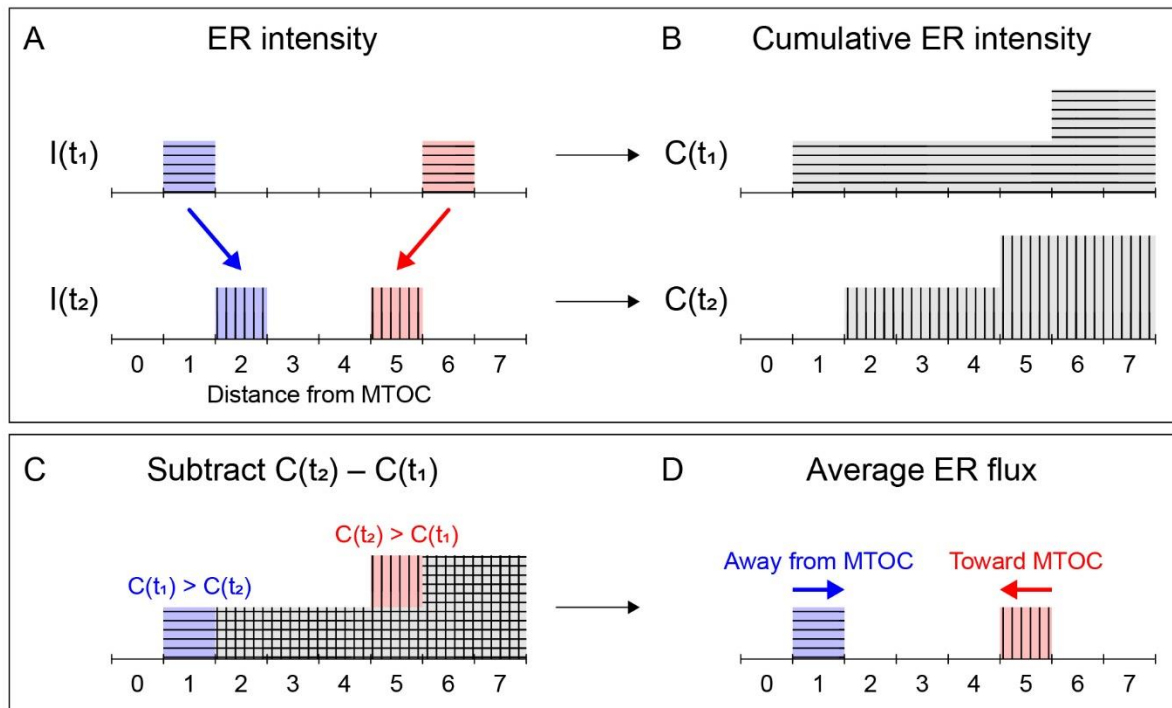 A
ER intensity
B
Cumulative ER intensity
I(t₁)
C(t₁)
I(t₂)
C(t₂)
0 1 2 3 4 5 6 7
Distance from MTOC
0 1 2 3 4 5 6 7
C
Subtract C(t₂) – C(t₁)
D
Average ER flux
C(t₂) > C(t₁)
C(t₁) > C(t₂)
Away from MTOC
Toward MTOC
0 1 2 3 4 5 6 7
0 1 2 3 4 5 6 7